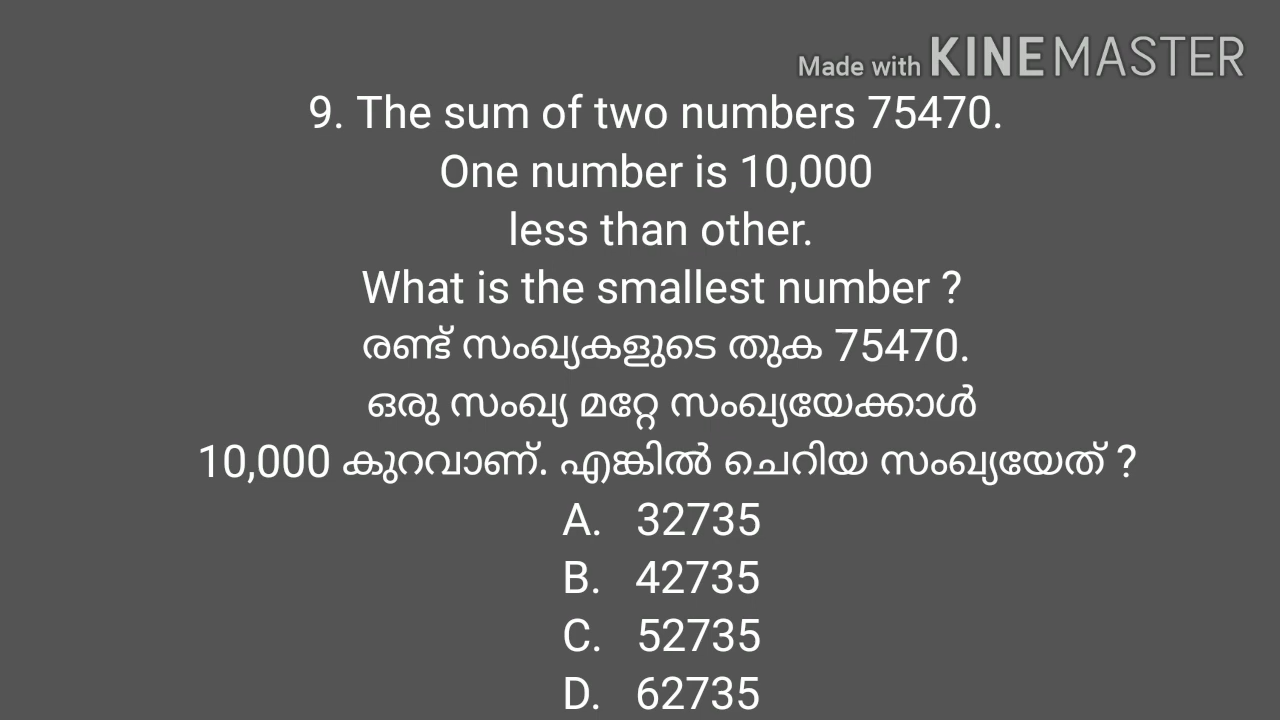 Made with KINEMASTER
9. The sum of two numbers 75470.
One number is 10,000
less than other.
What is the smallest number ?
രണ്ട് സംഖ്യകളുടെ തുക 75470.
ഒരു സംഖ്യ മറ്റേ സംഖ്യയേക്കാൾ
10,000 കുറവാണ്. എങ്കിൽ ചെറിയ സംഖ്യയേത് ?
A. 32735
B. 42735
C. 52735
D. 62735